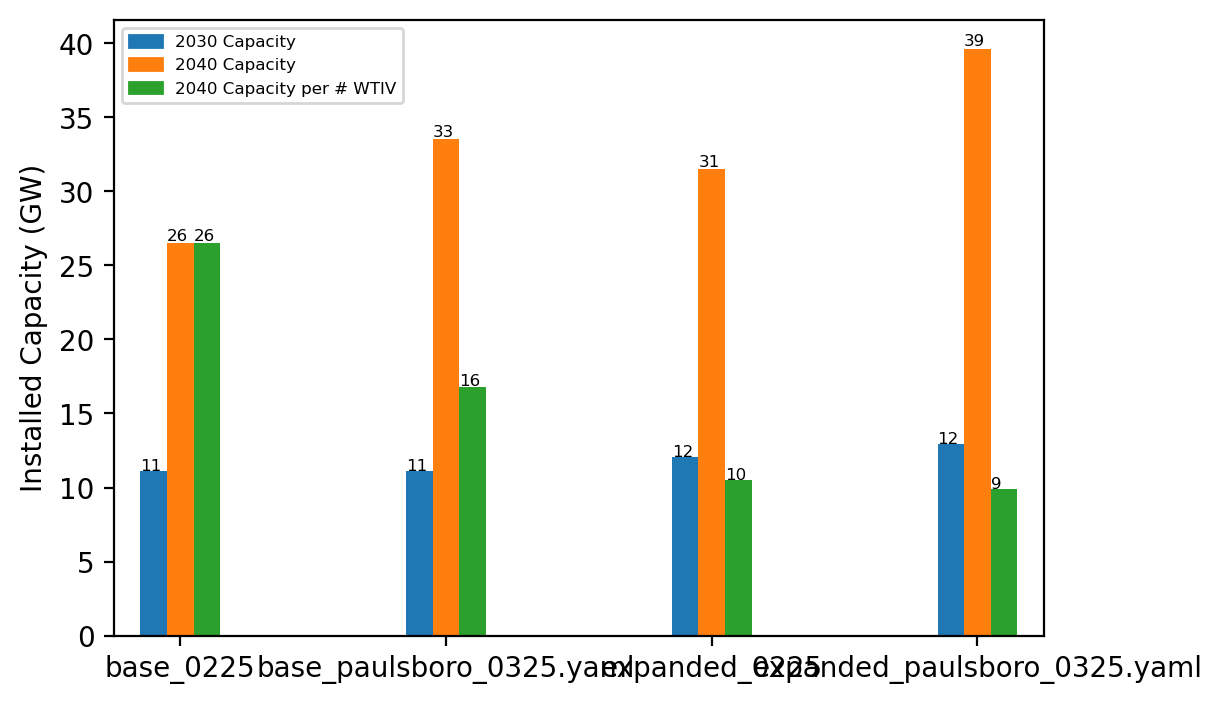 2030 Capacity
2040 Capacity
2040 Capacity per # WTIV
Installed Capacity (GW)
40
35
30
25
20
15
10
5
0
11
26
26
11
33
16
12
31
10
12
39
9
base_0225
base_paulsboro_0325.yaml
expanded_0225
expanded_paulsboro_0325.yaml